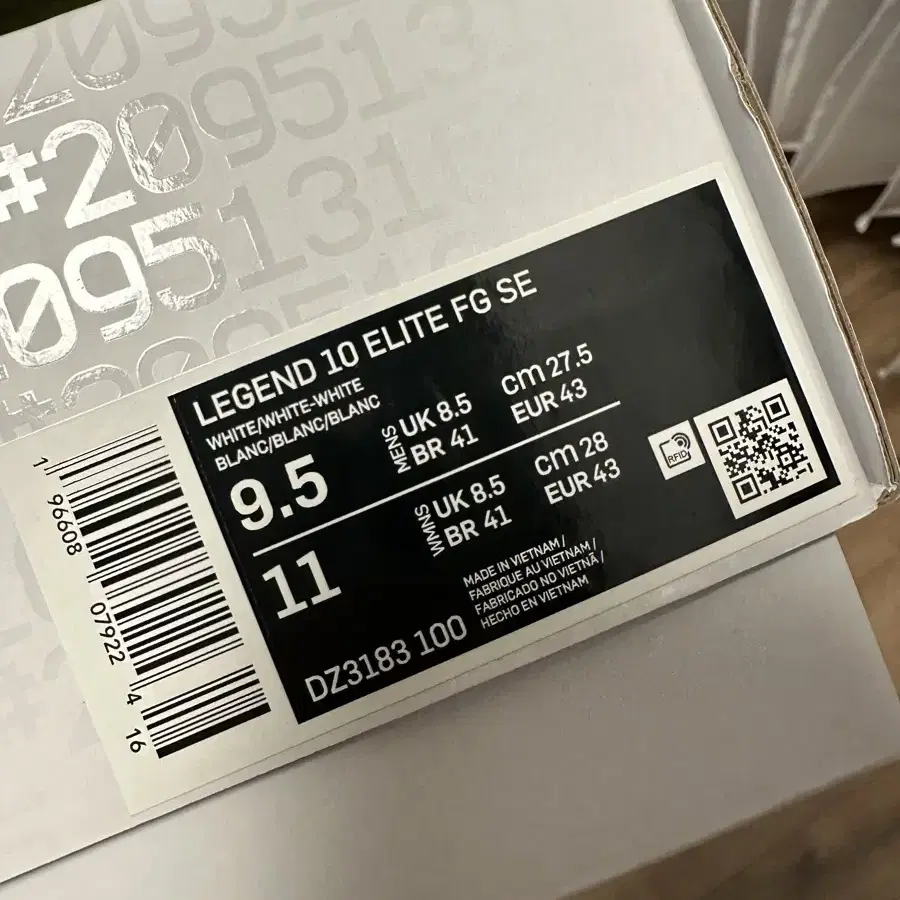 #2095131
#2095131
LEGEND 10 ELITE FG SE
WHITE/WHITE-WHITE
BLANC/BLANC/BLANC
9.5
MENS
UK 8.5
BR 41
cm 27.5
EUR 43
11
WMNS
UK 8.5
BR 41
cm 28
EUR 43
RFID
MADE IN VIETNAM /
FABRIQUE AU VIETNAM /
FABRICADO NO VIETNÃ /
HECHO EN VIETNAM
DZ3183 100
1 96608 07922 4 16